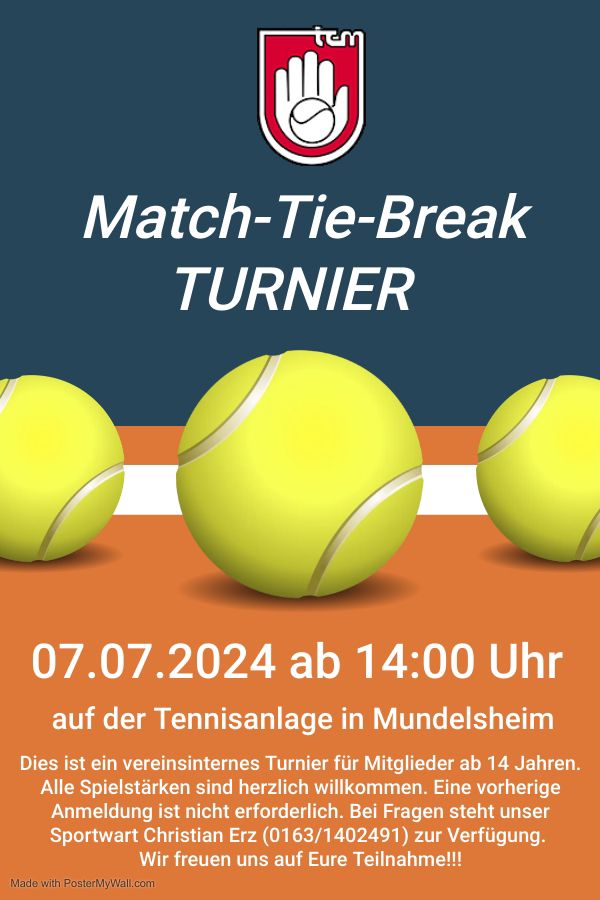 tcm
Match-Tie-Break
TURNIER
07.07.2024 ab 14:00 Uhr
auf der Tennisanlage in Mundelsheim
Dies ist ein vereinsinternes Turnier für Mitglieder ab 14 Jahren.
Alle Spielstärken sind herzlich willkommen. Eine vorherige
Anmeldung ist nicht erforderlich. Bei Fragen steht unser
Sportwart Christian Erz (0163/1402491) zur Verfügung.
Wir freuen uns auf Eure Teilnahme!!!
Made with PosterMyWall.com